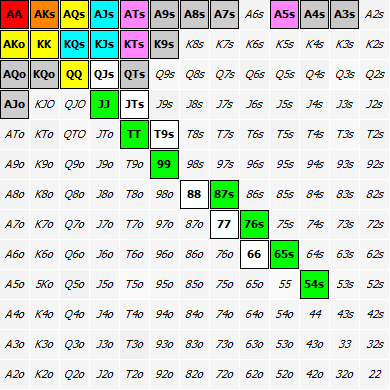 AA AKs AQs AJs ATs A9s A8s A7s A6s A5s A4s A3s A2s
AKo KK KQs KJs KTs K9s K8s K7s K6s K5s K4s K3s K2s
AQo KQo QQ QJs QTs Q9s Q8s Q7s Q6s Q5s Q4s Q3s Q2s
AJo KJO QJO JJ JTs J9s J8s J7s J6s J5s J4s J3s J2s
ATo KTo QTO JTo TT T9s T8s T7s T6s T5s T4s T3s T2s
A9o K9o Q9o J9o T9o 99 98s 97s 96s 95s 94s 93s 92s
A8o K8o Q8o J8o T8o 98o 88 87s 86s 85s 84s 83s 82s
A7o K7o Q7o J7o T7o 97o 87o 77 76s 75s 74s 73s 72s
A6o K6o Q6o J6o T6o 96o 86o 76o 66 65s 64s 63s 62s
A5o 5Ko Q5o J5o T5o 95o 85o 75o 65o 55 54s 53s 52s
A4o K4o Q4o J4o T4o 94o 84o 74o 64o 54o 44 43s 42s
A3o K3o Q3o J3o T3o 93o 83o 73o 63o 53o 43o 33 32s
A2o K2o Q2o J2o T2o 92o 82o 72o 62o 52o 42o 32o 22